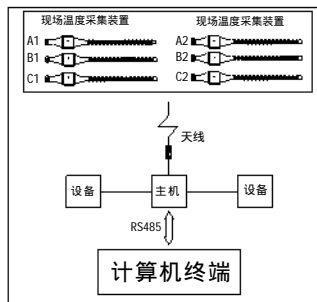 现场温度采集装置 现场温度采集装置
A1 A2
B1 B2
C1 C2
天线
设备 主机 设备
RS485
计算机终端